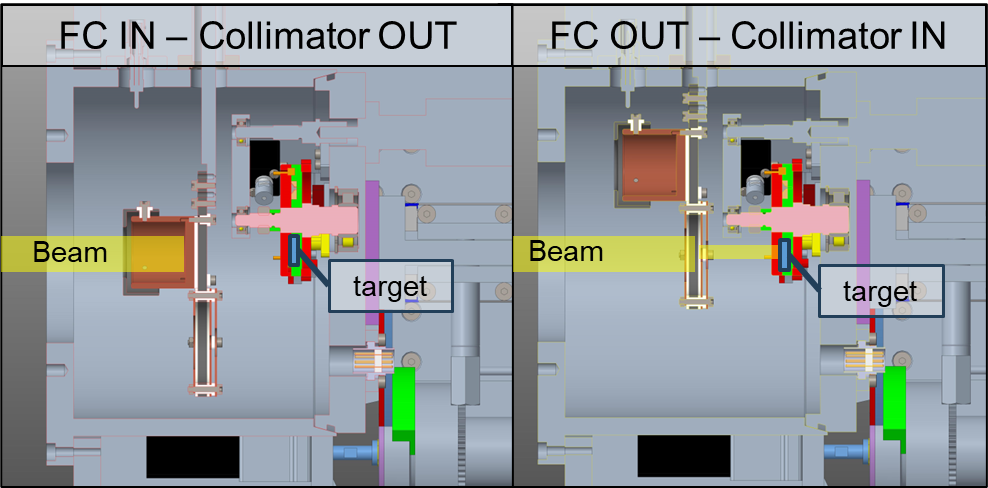 FC IN – Collimator OUT
FC OUT – Collimator IN
Beam
target
Beam
target